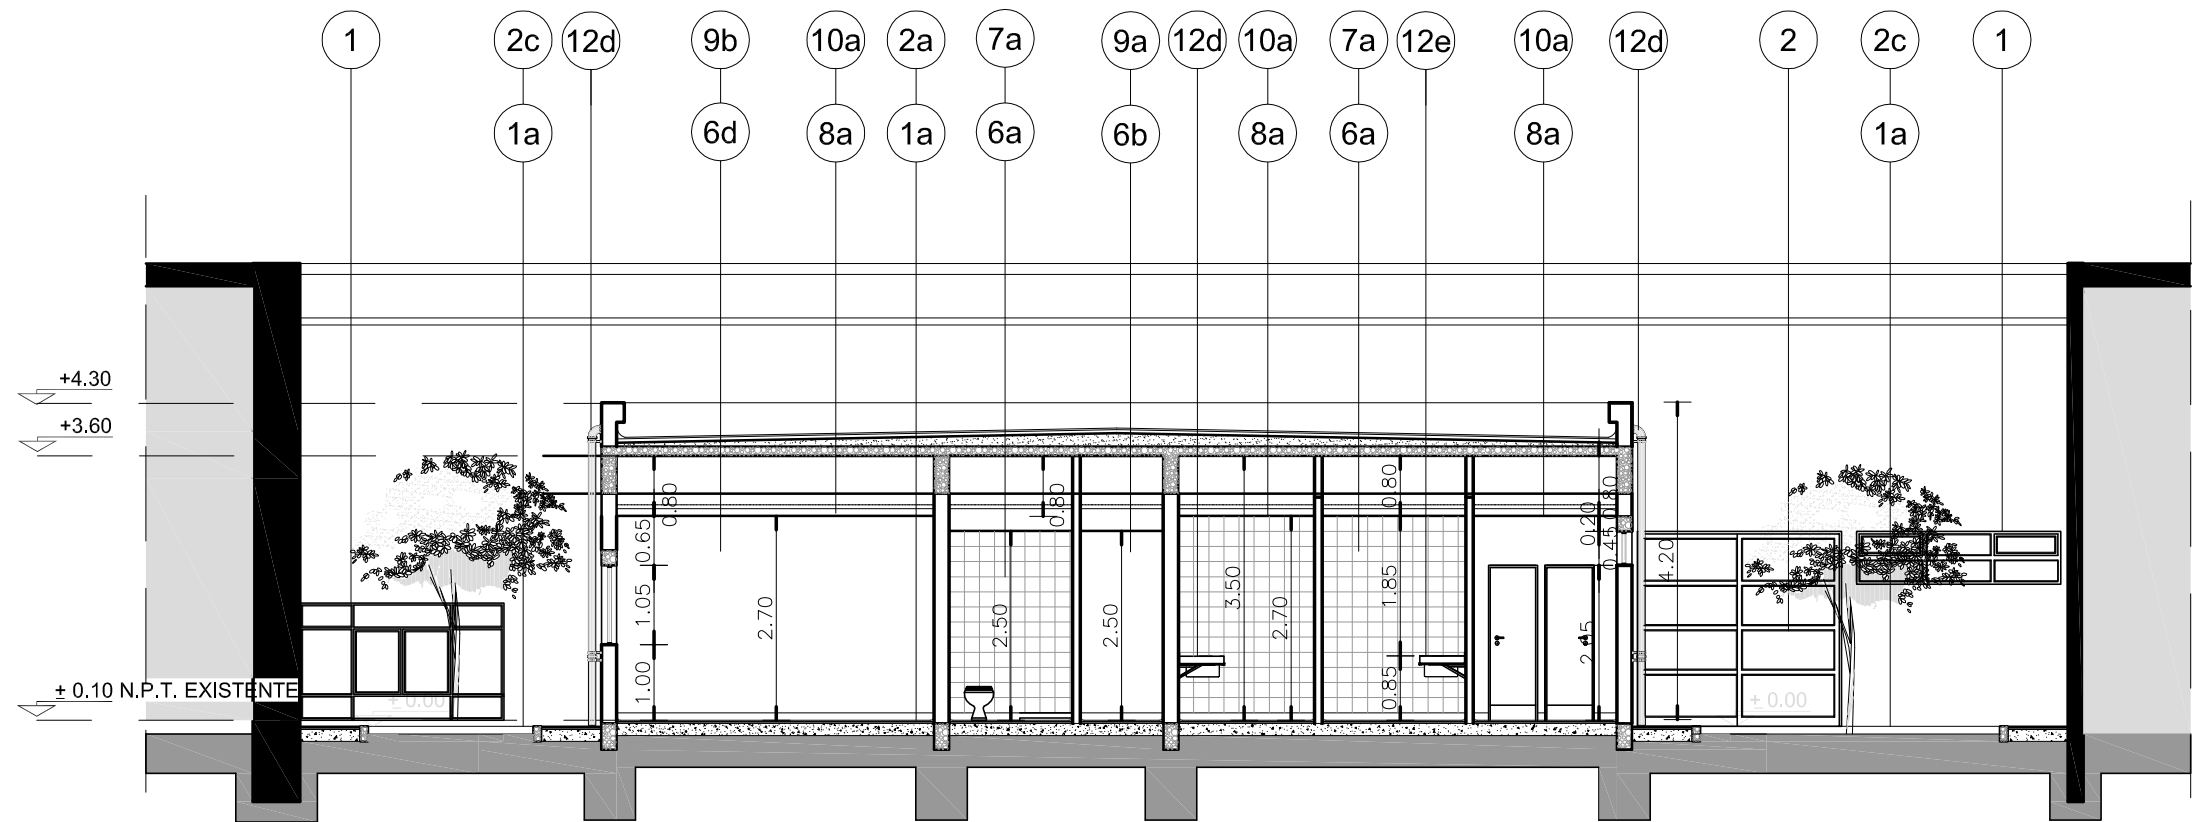 1 2c 12d 9b 10a 2a 7a 9a 12d 10a 7a 12e 10a 12d 2 2c 1
1a 6d 8a 1a 6a 6b 8a 6a 8a 1a
+4.30
+3.60
0.80 0.80 0.80 0.80
0.65 0.20 0.45
1.05 2.70 2.50 2.50 3.50 2.70 1.85 4.20
1.00 0.85
± 0.10 N.P.T. EXISTENTE
± 0.00 ± 0.00